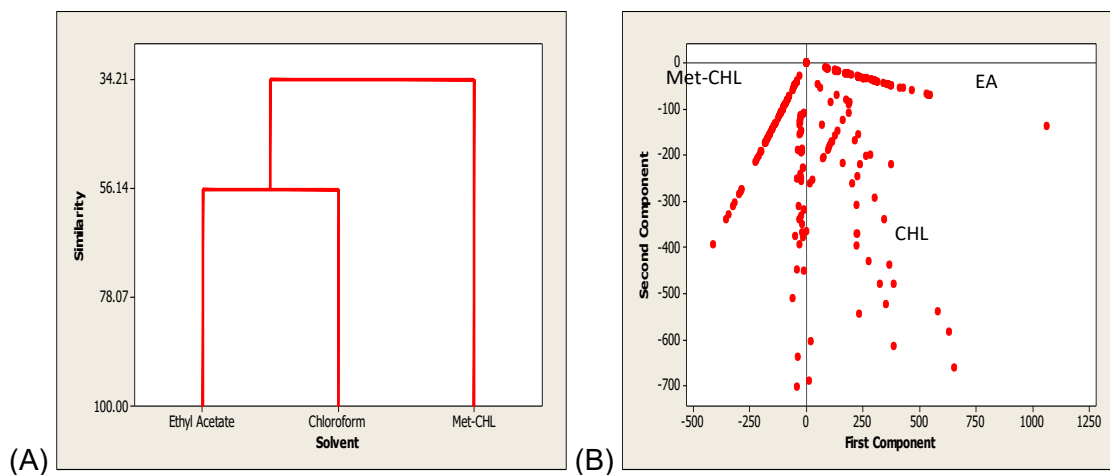 34.21
56.14
78.07
100.00
Similarity
Ethyl Acetate
Chloroform
Met-CHL
Solvent
(A)
0
-100
-200
-300
-400
-500
-600
-700
Second Component
Met-CHL
EA
CHL
-500
-250
0
250
500
750
1000
1250
First Component
(B)